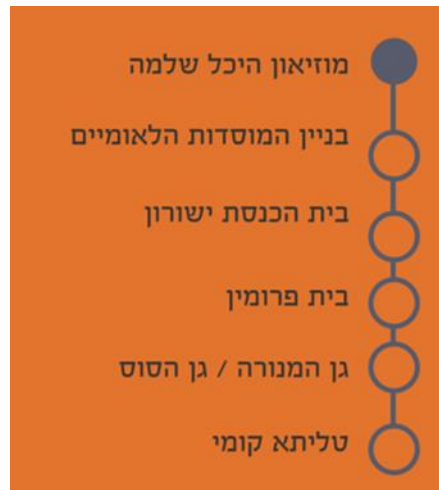 מוזיאון היכל שלמה
בניין המוסדות הלאומיים
בית הכנסת ישורון
בית פרומין
גן המנורה / גן הסוס
טליתא קומי